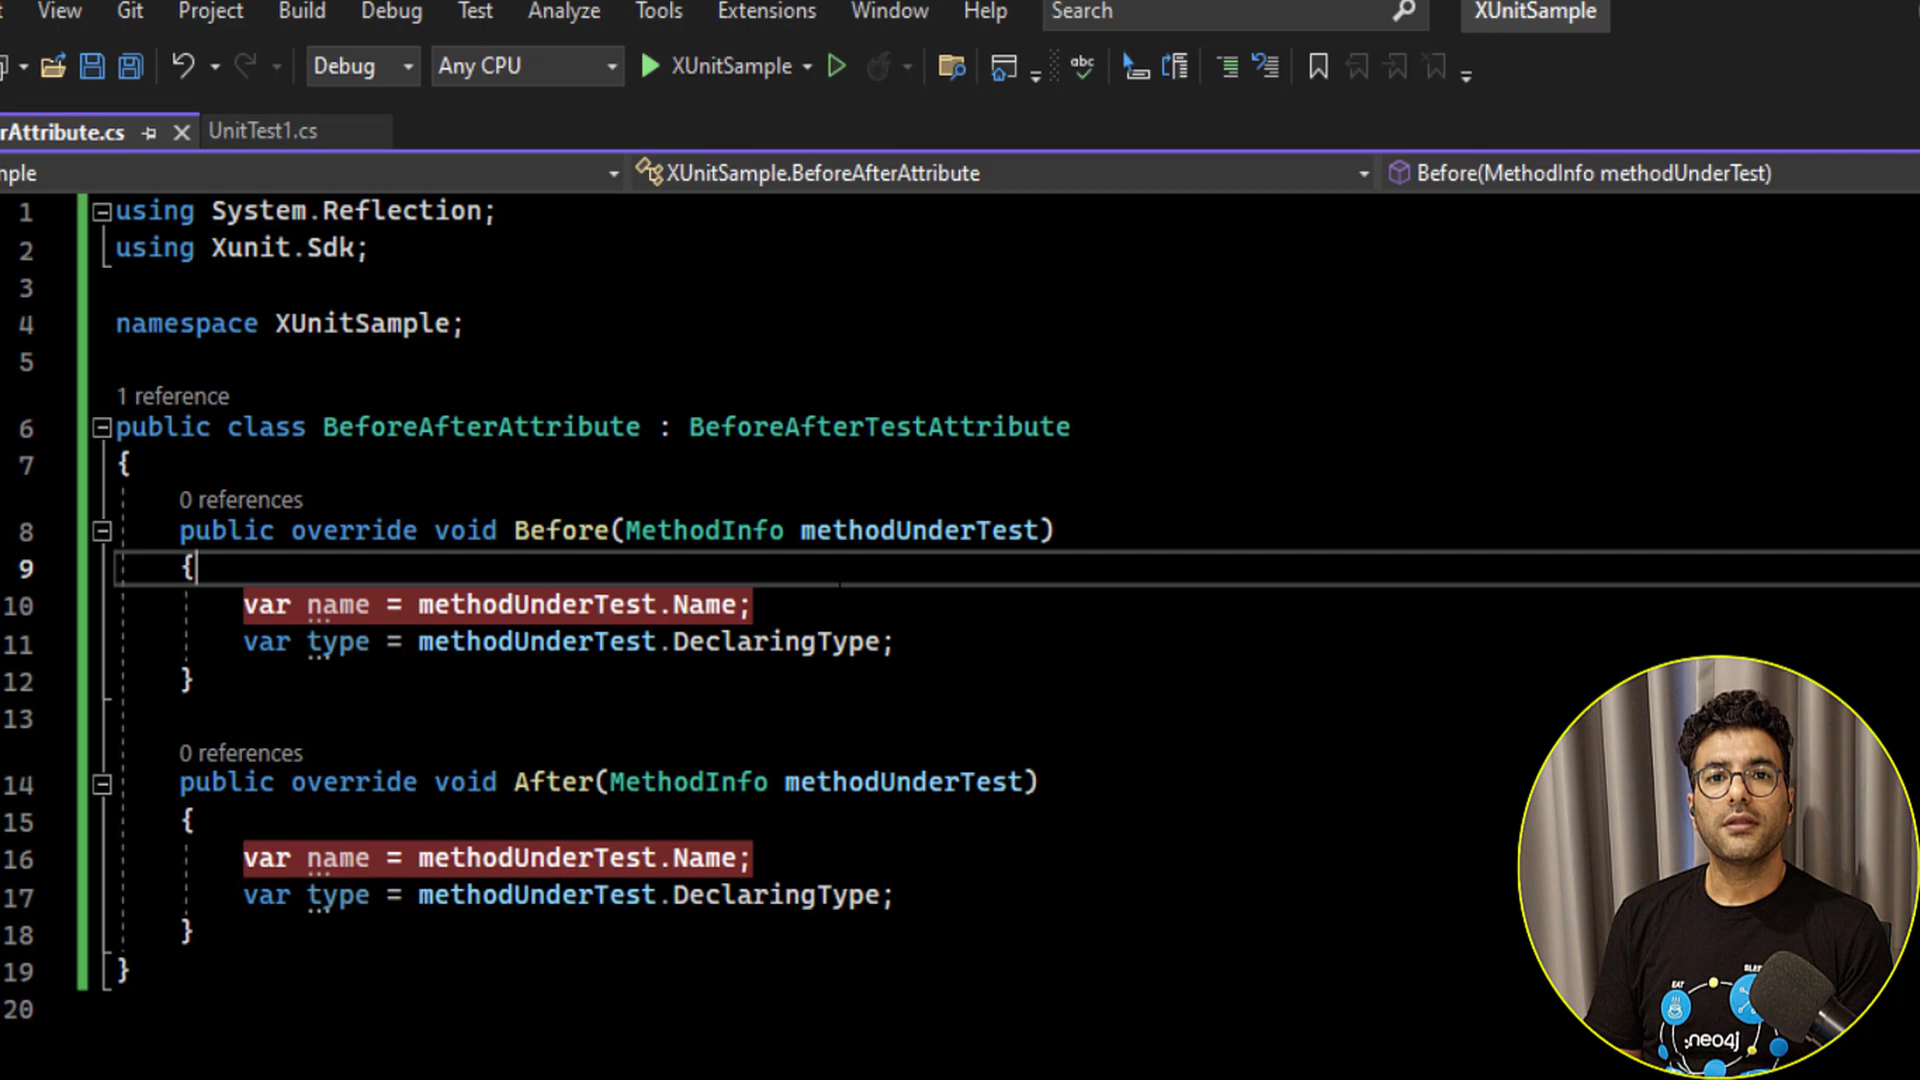 View Git Project Build Debug Test Analyze Tools Extensions Window Help Search XUnitSample
Debug Any CPU XUnitSample abc
rAttribute.cs UnitTest1.cs
mple XUnitSample.BeforeAfterAttribute Before(MethodInfo methodUnderTest)
1 using System.Reflection;
2 using Xunit.Sdk;
3
4 namespace XUnitSample;
5
1 reference
6 public class BeforeAfterAttribute : BeforeAfterTestAttribute
7 {
0 references
8 public override void Before(MethodInfo methodUnderTest)
9 {
10 var name = methodUnderTest.Name;
11 var type = methodUnderTest.DeclaringType;
12 }
13
0 references
14 public override void After(MethodInfo methodUnderTest)
15 {
16 var name = methodUnderTest.Name;
17 var type = methodUnderTest.DeclaringType;
18 }
19 }
20
EAT
:neo4j